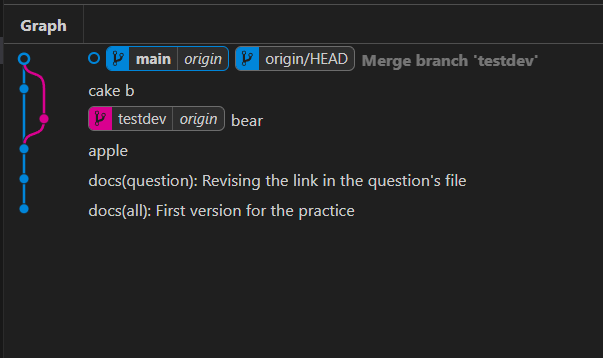 Graph
main origin origin/HEAD Merge branch 'testdev'
cake b
testdev origin bear
apple
docs(question): Revising the link in the question's file
docs(all): First version for the practice